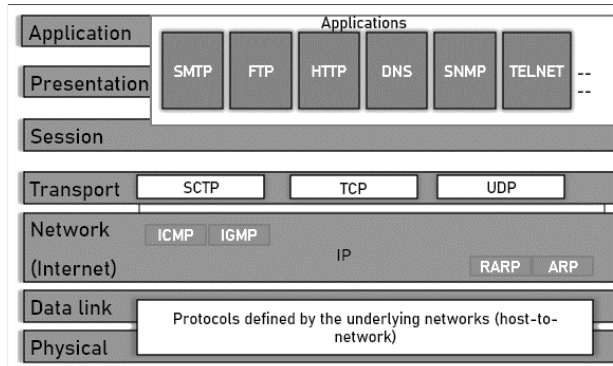 Applications
Application
SMTP FTP HTTP DNS SNMP TELNET --
--
Presentation
Session
Transport SCTP TCP UDP
Network
(Internet)
ICMP IGMP
IP
RARP ARP
Data link
Protocols defined by the underlying networks (host-to-
network)
Physical